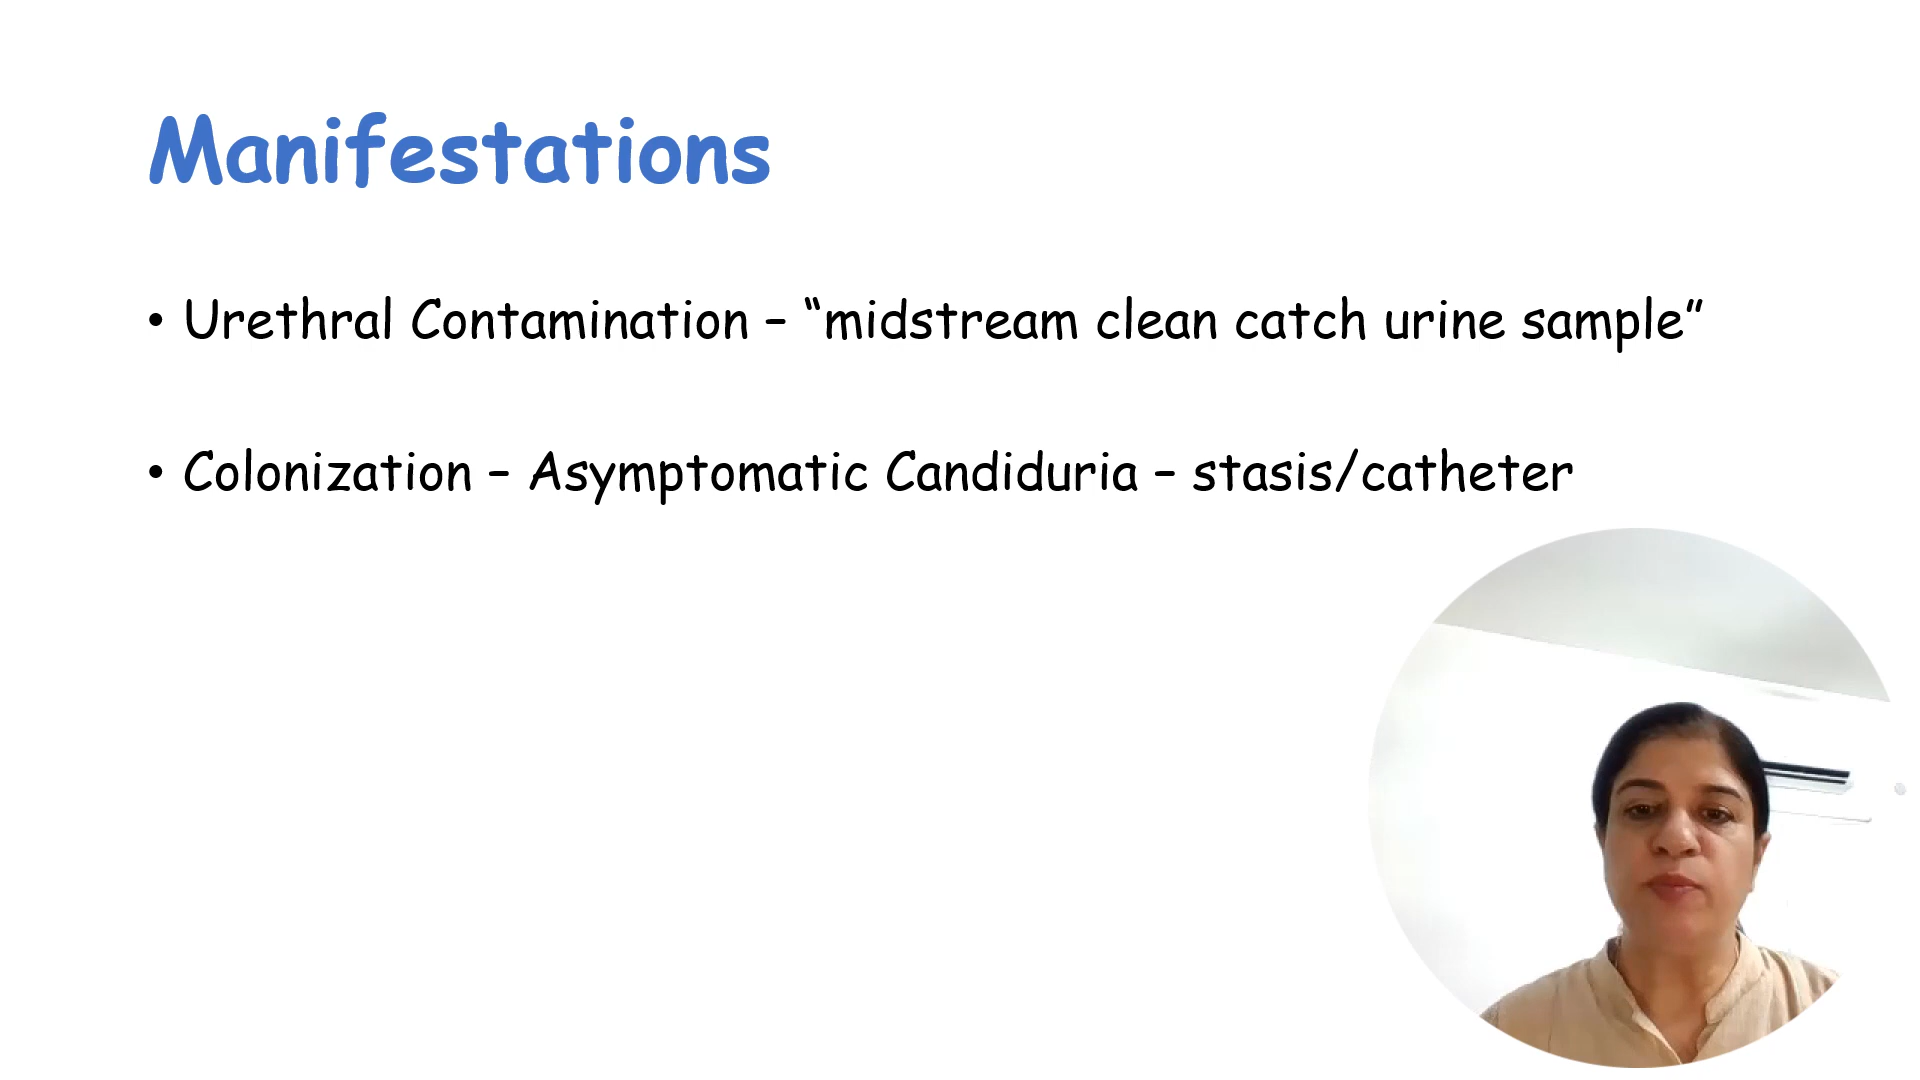 Manifestations
• Urethral Contamination – “midstream clean catch urine sample”
• Colonization – Asymptomatic Candiduria – stasis/catheter